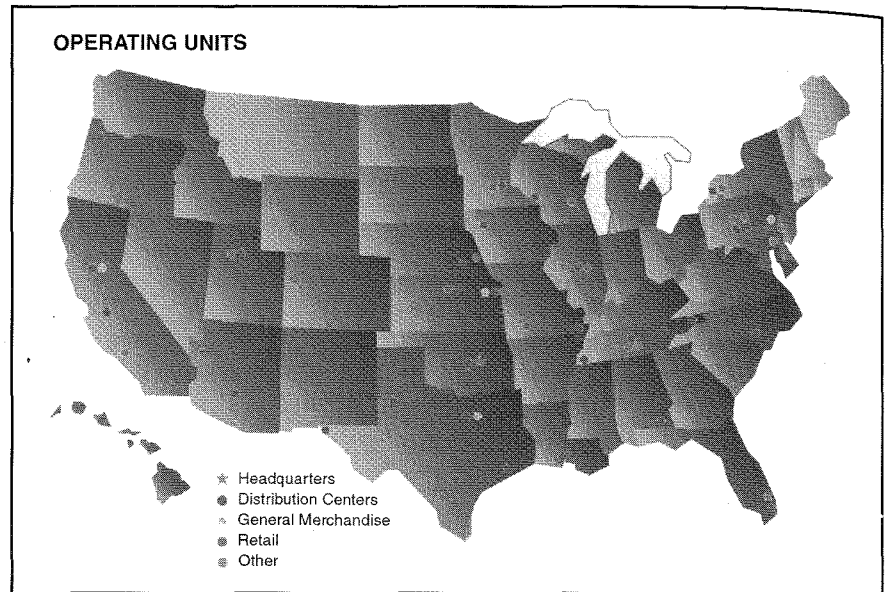 OPERATING UNITS
Headquarters
Distribution Centers
General Merchandise
Retail
Other